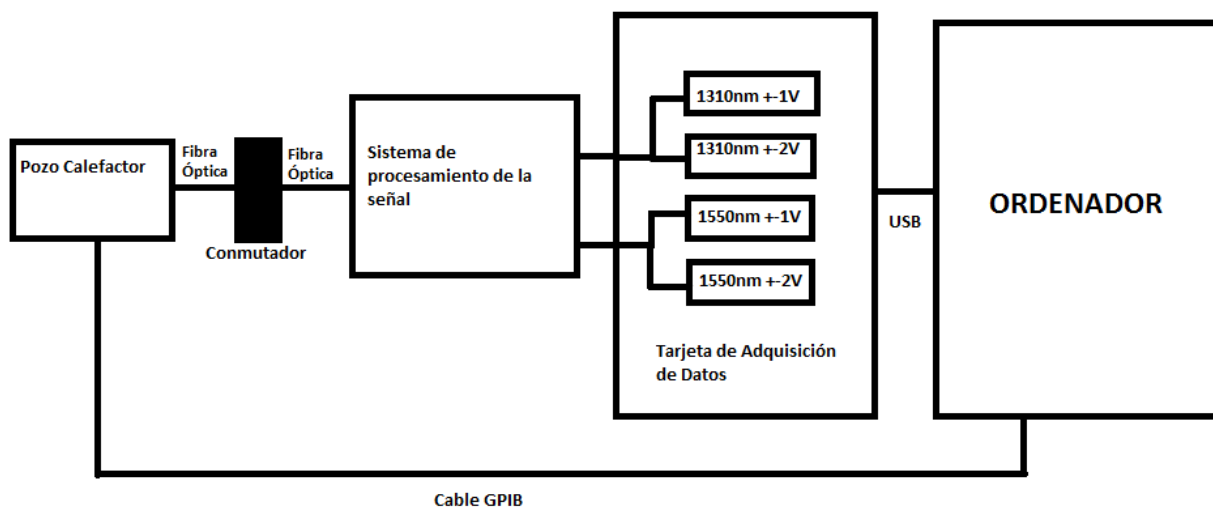 Pozo Calefactor
Fibra
Óptica
Conmutador
Fibra
Óptica
Sistema de
procesamiento de la
señal
1310nm +-1V
1310nm +-2V
1550nm +-1V
1550nm +-2V
Tarjeta de Adquisición
de Datos
USB
ORDENADOR
Cable GPIB